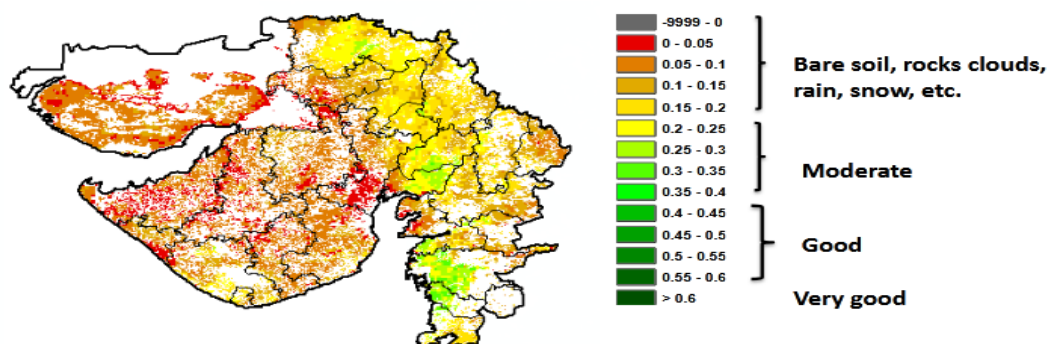 -9999 - 0
0 - 0.05
0.05 - 0.1
0.1 - 0.15
0.15 - 0.2
0.2 - 0.25
0.25 - 0.3
0.3 - 0.35
0.35 - 0.4
0.4 - 0.45
0.45 - 0.5
0.5 - 0.55
0.55 - 0.6
> 0.6
Bare soil, rocks clouds,
rain, snow, etc.
Moderate
Good
Very good